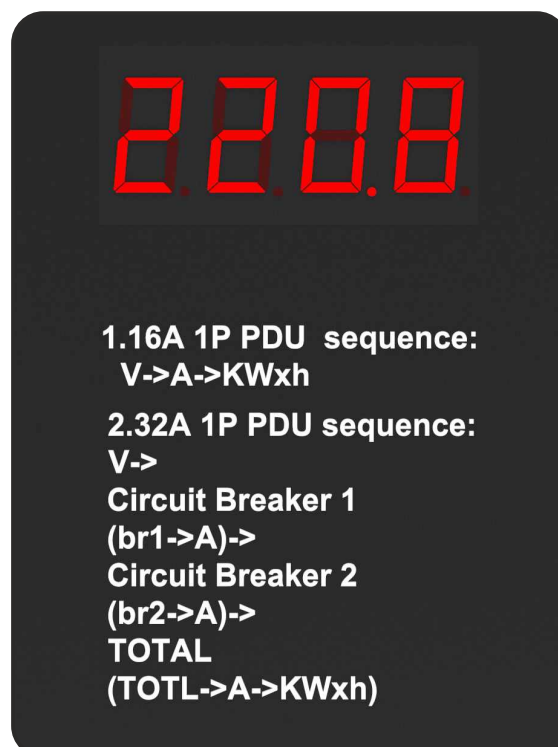 220.8
1.16A 1P PDU sequence:
V->A->KWxh
2.32A 1P PDU sequence:
V->
Circuit Breaker 1
(br1->A)->
Circuit Breaker 2
(br2->A)->
TOTAL
(TOTL->A->KWxh)